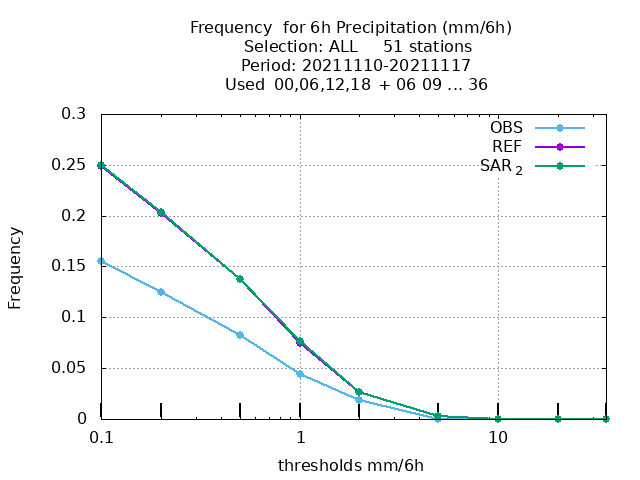 Frequency  for 6h Precipitation (mm/6h)
Selection: ALL     51 stations
Period: 20211110-20211117
Used  00,06,12,18  + 06 09 ... 36
OBS
REF
SAR 2
0.3
0.25
0.2
0.15
0.1
0.05
0
Frequency
0.1
1
10
thresholds mm/6h